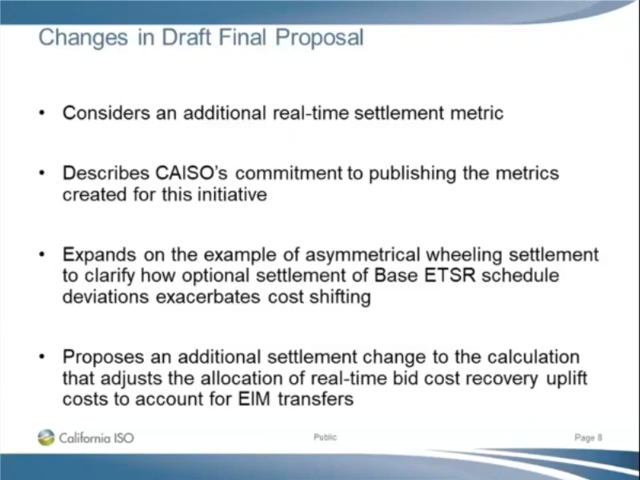 Changes in Draft Final Proposal
• Considers an additional real-time settlement metric
• Describes CAISO's commitment to publishing the metrics
created for this initiative
• Expands on the example of asymmetrical wheeling settlement
to clarify how optional settlement of Base ETSR schedule
deviations exacerbates cost shifting
• Proposes an additional settlement change to the calculation
that adjusts the allocation of real-time bid cost recovery uplift
costs to account for EIM transfers
California ISO
Public
Page 8